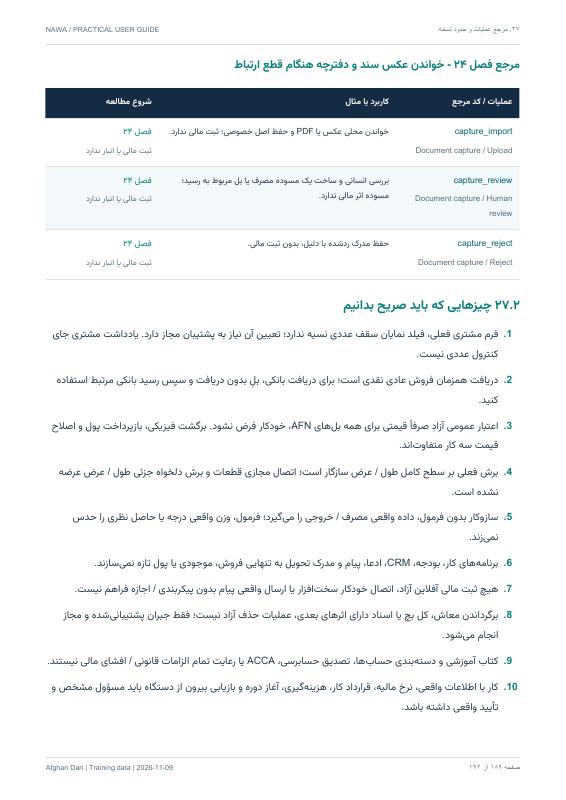 NAWA / PRACTICAL USER GUIDE
۲۷. مرجع عملیات و حدود نسخه
مرجع فصل ۲۴ - خواندن عکس سند و دفترچه هنگام قطع ارتباط
عملیات / کد مرجع	کاربرد یا مثال	شروع مطالعه
capture_import	خواندن محلی عکس یا PDF و حفظ اصل خصوصی؛ ثبت مالی ندارد.	فصل ۲۴
Document capture / Upload	ثبت مالی یا انبار ندارد
capture_review	بررسی انسانی و ساخت یک مسوده مصرف یا بل مربوط به رسید؛	فصل ۲۴
Document capture / Human	مسوده اثر مالی ندارد.	ثبت مالی یا انبار ندارد
review
capture_reject	حفظ مدرک ردشده با دلیل، بدون ثبت مالی.	فصل ۲۴
Document capture / Reject	ثبت مالی یا انبار ندارد
۲۷.۲ چیزهایی که باید صریح بدانیم
1. فرم مشتری فعلی، فیلد نمایان سقف عددی نسیه ندارد؛ تعیین آن نیاز به پشتیبان مجاز دارد. یادداشت مشتری جای
کنترول عددی نیست.
2. دریافت همزمان فروش عادی نقدی است؛ برای دریافت بانکی، بلِ بدون دریافت و سپس رسید بانکی مرتبط استفاده
کنید.
3. اعتبار عمومی آزادِ صرفاً قیمتی برای همه بل‌های AFN، خودکار فرض نشود. برگشت فیزیکی، بازپرداخت پول و اصلاح
قیمت سه کار متفاوت‌اند.
4. برش فعلی بر سطح کامل طول / عرض سازگار است؛ اتصال مجازی قطعات و برش دلخواه جزئی طول / عرض عرضه
نشده است.
5. سازوکار بدون فرمول، داده واقعی مصرف / خروجی را می‌گیرد؛ فرمول، وزن واقعی درجه یا حاصل نظری را حدس
نمی‌زند.
6. برنامه‌های کار، بودجه، CRM، ادعا، پیام و مدرک تحویل به تنهایی فروش، موجودی یا پول تازه نمی‌سازند.
7. هیچ ثبت مالی آفلاین آزاد، اتصال خودکار سخت‌افزار یا ارسال واقعی پیام بدون پیکربندی / اجازه فراهم نیست.
8. برگرداندن معاش، کل بچ یا اسناد دارای اثرهای بعدی، عملیات حذف آزاد نیست؛ فقط جبران پشتیبانی‌شده و مجاز
انجام می‌شود.
9. کتاب آموزشی و دسته‌بندی حساب‌ها، تصدیق حسابرسی، ACCA یا رعایت تمام الزامات قانونی / افشای مالی نیستند.
10. کار با اطلاعات واقعی، نرخ مالیه، قرارداد کار، هزینه‌گیری، آغاز دوره و بازیابی بیرون از دستگاه باید مسؤول مشخص و
تأیید واقعی داشته باشد.
Afghan Dari | Training data | 2026-11-09
صفحه ۱۸۹ از ۱۹۲